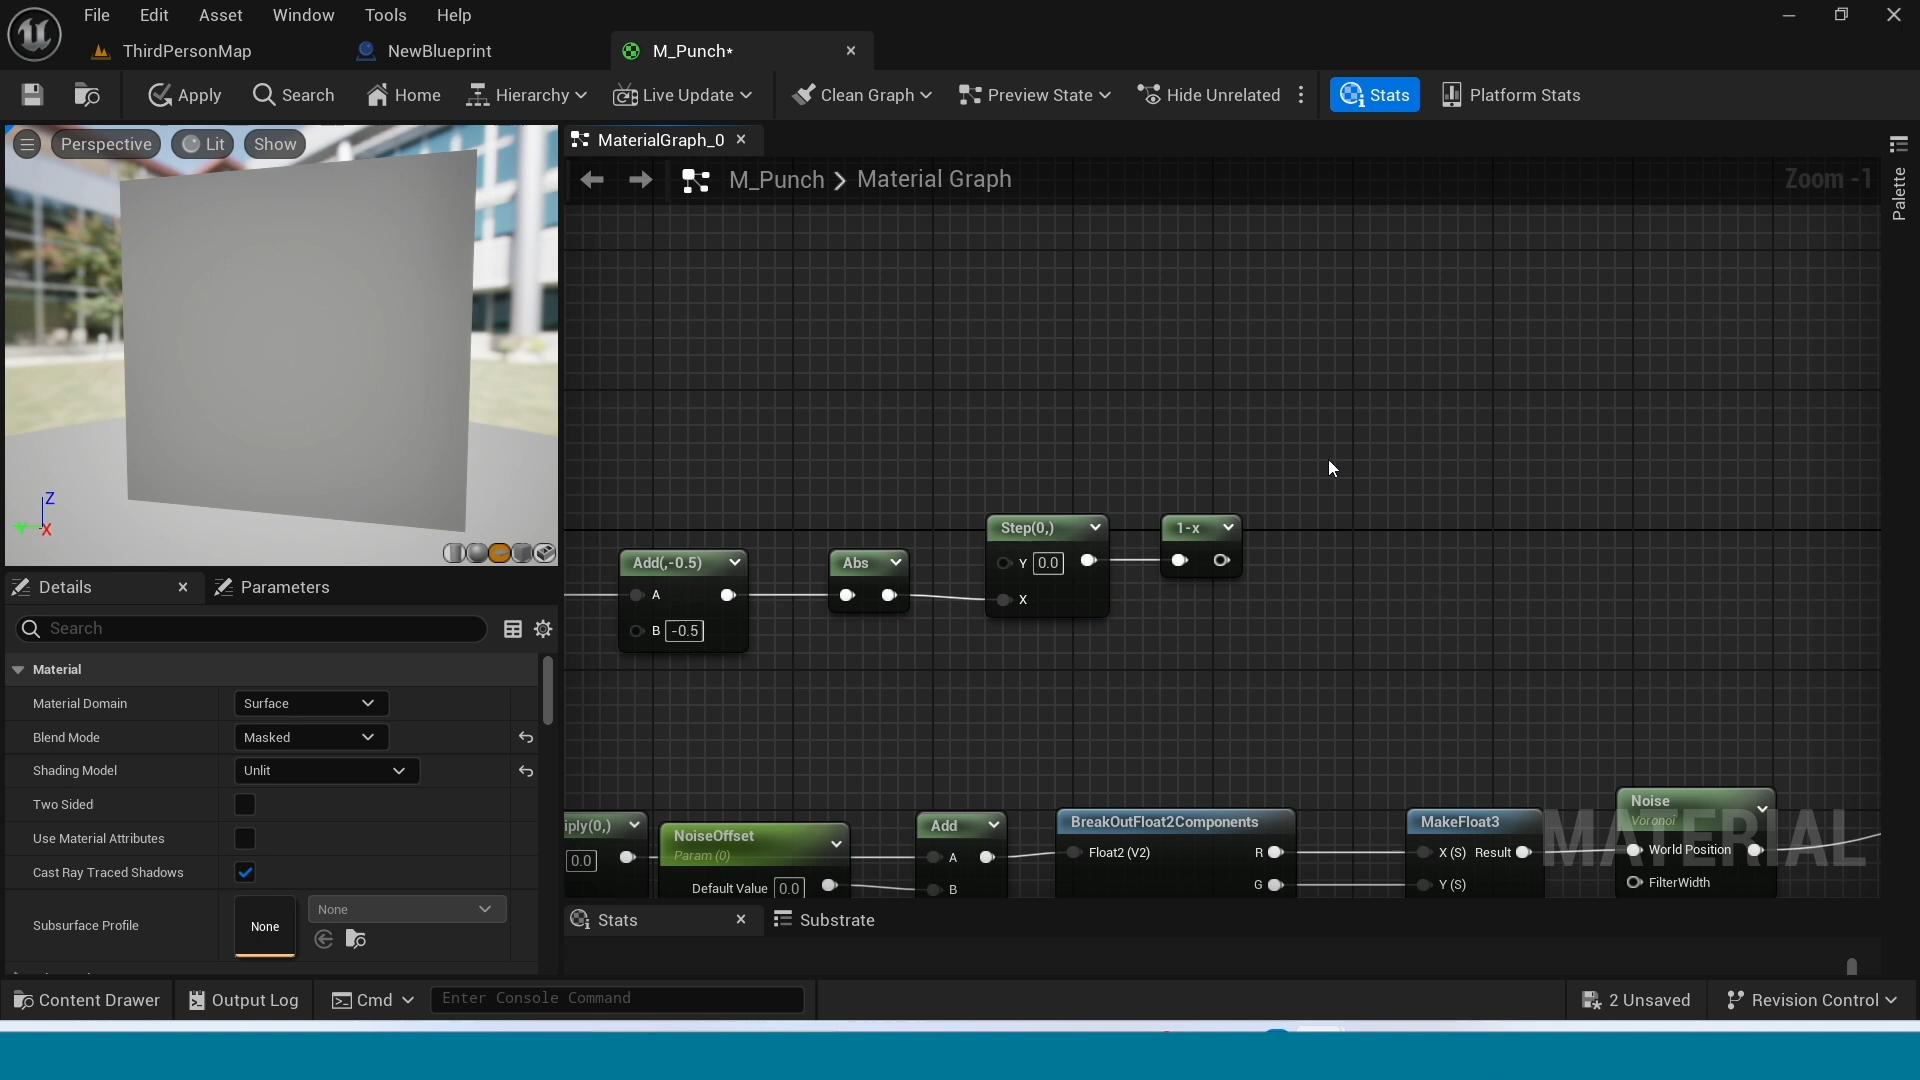 File Edit Asset Window Tools Help
ThirdPersonMap NewBlueprint M_Punch*
Apply Search Home Hierarchy Live Update Clean Graph Preview State Hide Unrelated Stats Platform Stats
Perspective Lit Show
MaterialGraph_0
M_Punch Material Graph Zoom -1
Palette
Z
Y X
Step(0,) 1-x
Y 0.0
X
Add(,-0.5) Abs
A
B -0.5
Details Parameters
Search
Material
Material Domain Surface
Blend Mode Masked
Shading Model Unlit
Two Sided
Use Material Attributes
Cast Ray Traced Shadows
Subsurface Profile None None
iply(0,)
0.0
NoiseOffset
Param (0)
Default Value 0.0
Add
A
B
BreakOutFloat2Components
Float2 (V2) R
G
MakeFloat3
X (S) Result
Y (S)
Noise
Voronoi
World Position
FilterWidth
MATERIAL
Stats Substrate
Content Drawer Output Log Cmd Enter Console Command 2 Unsaved Revision Control